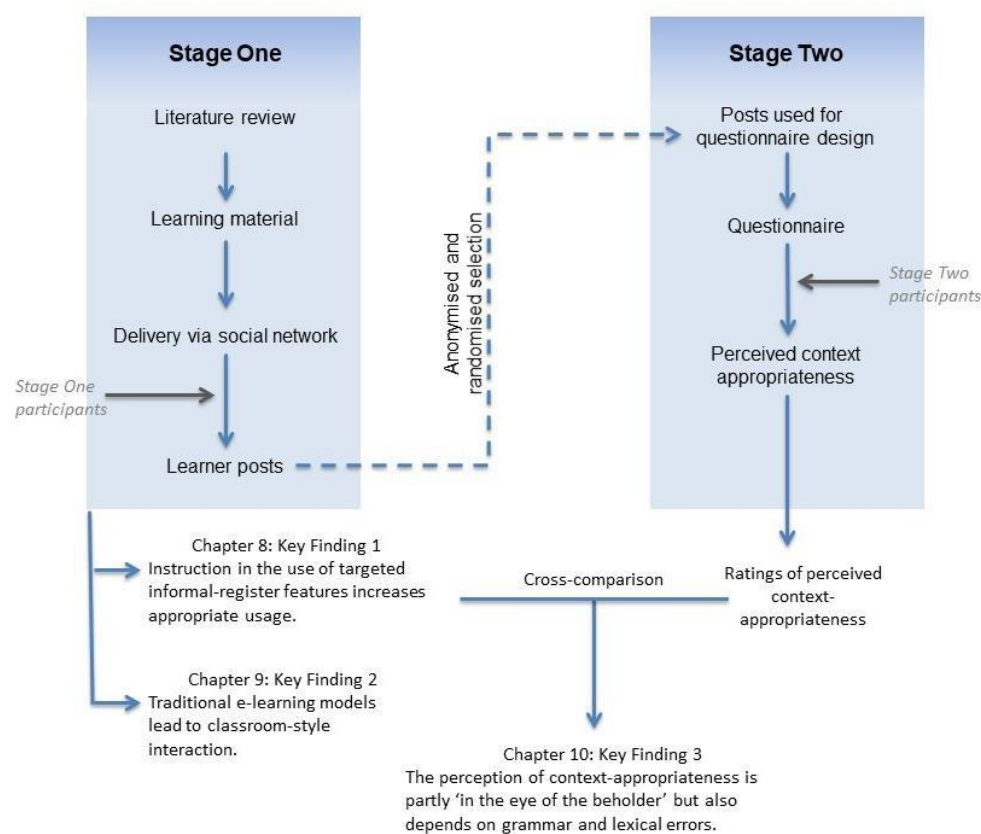 Stage One
Literature review
Learning material
Delivery via social network
Stage One
participants
Learner posts
Anonymised and
randomised selection
Stage Two
Posts used for
questionnaire design
Questionnaire
Stage Two
participants
Perceived context
appropriateness
Chapter 8: Key Finding 1
Instruction in the use of targeted
informal-register features increases
appropriate usage.
Cross-comparison
Ratings of perceived
context-
appropriateness
Chapter 9: Key Finding 2
Traditional e-learning models
lead to classroom-style
interaction.
Chapter 10: Key Finding 3
The perception of context-appropriateness is
partly ‘in the eye of the beholder’ but also
depends on grammar and lexical errors.